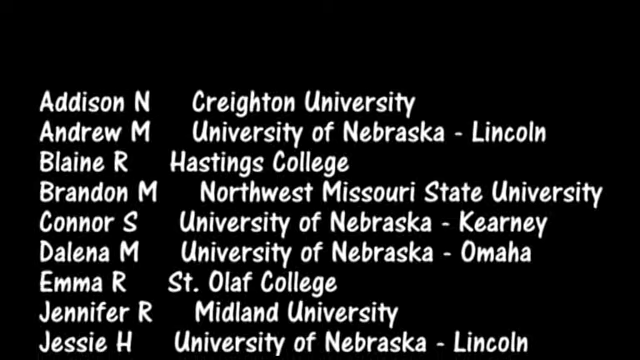 Addison N Creighton University
Andrew M University of Nebraska - Lincoln
Blaine R Hastings College
Brandon M Northwest Missouri State University
Connor S University of Nebraska - Kearney
Dalena M University of Nebraska - Omaha
Emma R St. Olaf College
Jennifer R Midland University
Jessie H University of Nebraska - Lincoln